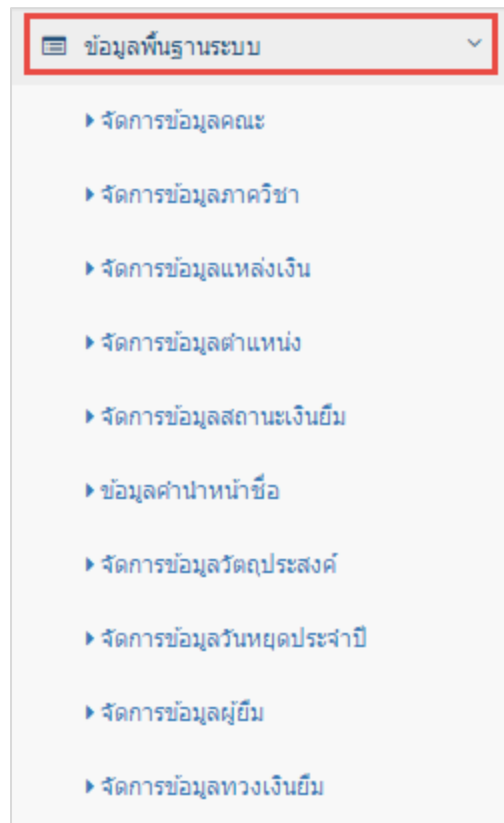 ข้อมูลพื้นฐานระบบ
จัดการข้อมูลคณะ
จัดการข้อมูลภาควิชา
จัดการข้อมูลแหล่งเงิน
จัดการข้อมูลตำแหน่ง
จัดการข้อมูลสถานะเงินยืม
ข้อมูลคำนำหน้าชื่อ
จัดการข้อมูลวัตถุประสงค์
จัดการข้อมูลวันหยุดประจำปี
จัดการข้อมูลผู้ยืม
จัดการข้อมูลทวงเงินยืม